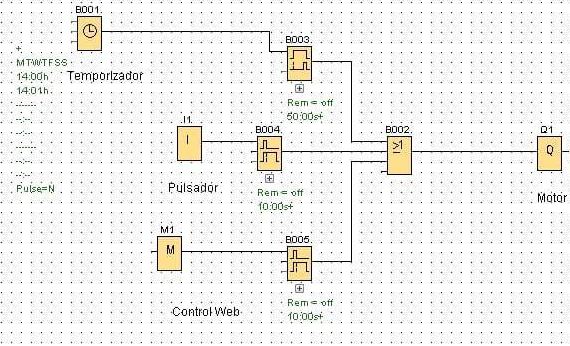 B001
+
MTWTFSS
14:00h
14:01h
------
--:--
--:--
------
--:--
--:--
Pulse=N
Temporizador
B003
Rem = off
50:00s+
I1
I
Pulsador
B004
Rem = off
10:00s+
B002
≥1
Q1
Q
Motor
M1
M
Control Web
B005
Rem = off
10:00s+